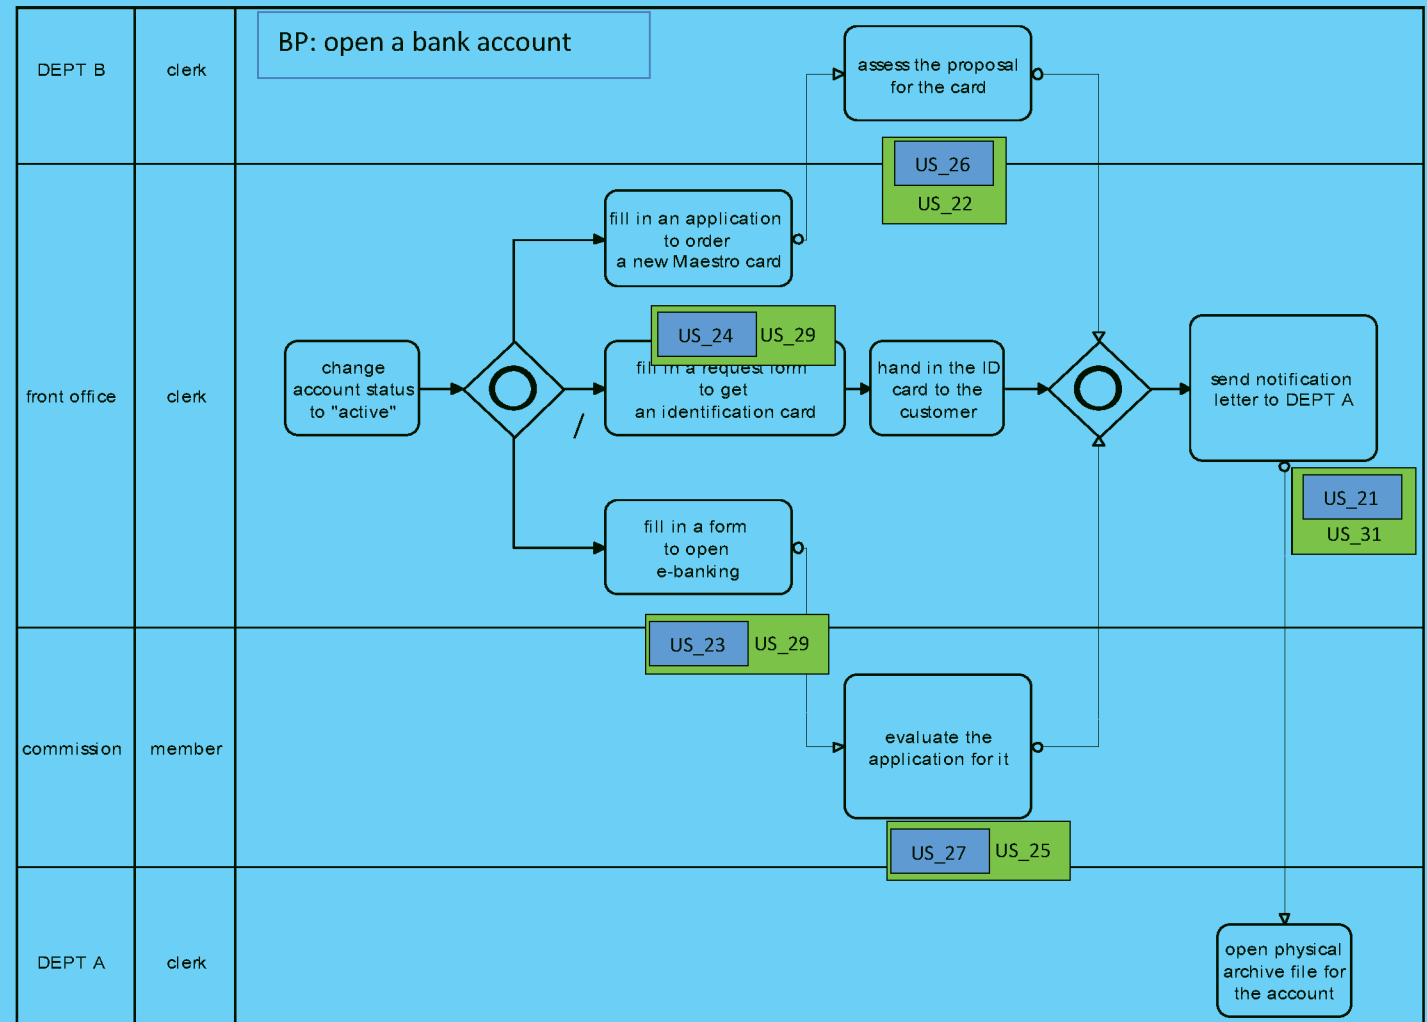 BP: open a bank account
DEPT B
clerk
assess the proposal
for the card
US_26
US_22
front office
clerk
fill in an application
to order
a new Maestro card
US_24
US_29
change
account status
to "active"
fill in a request form
to get
an identification card
hand in the ID
card to the
customer
send notification
letter to DEPT A
US_21
US_31
fill in a form
to open
e-banking
US_23
US_29
commission
member
evaluate the
application for it
US_27
US_25
DEPT A
clerk
open physical
archive file for
the account